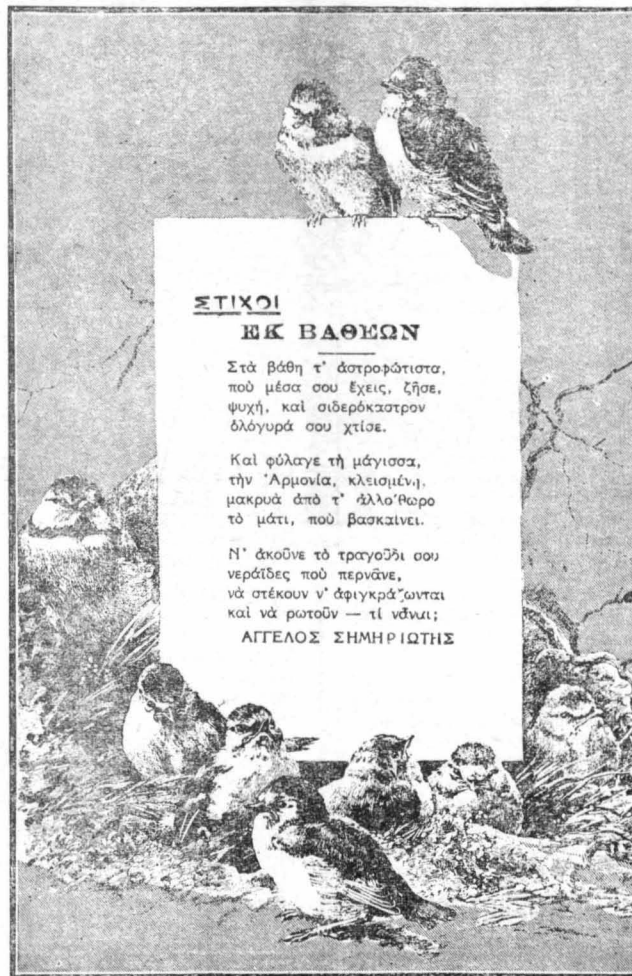 ΣΤΙΧΟΙ
ΕΚ ΒΑΘΕΩΝ
Στὰ βάθη τ' ἀστροφώτιστα,
ποὺ μέσα σου ἔχεις, ζῆσε,
ψυχή, καὶ σιδερόκαστρον
ὁλόγυρά σου χτίσε.
Καὶ φύλαγε τὴ μάγισσα,
τὴν Ἁρμονία, κλεισμένη,
μακρυὰ ἀπὸ τ' ἀλλοΐθωρο
τὸ μάτι, ποὺ βασκαίνει.
Ν' ἀκοῦνε τὸ τραγοῦδι σου
νεράϊδες ποὺ περνᾶνε,
νὰ στέκουν ν' ἀφιγκράζωνται
καὶ νὰ ρωτοῦν — τί νἆναι;
ΑΓΓΕΛΟΣ ΣΗΜΗΡΙΩΤΗΣ